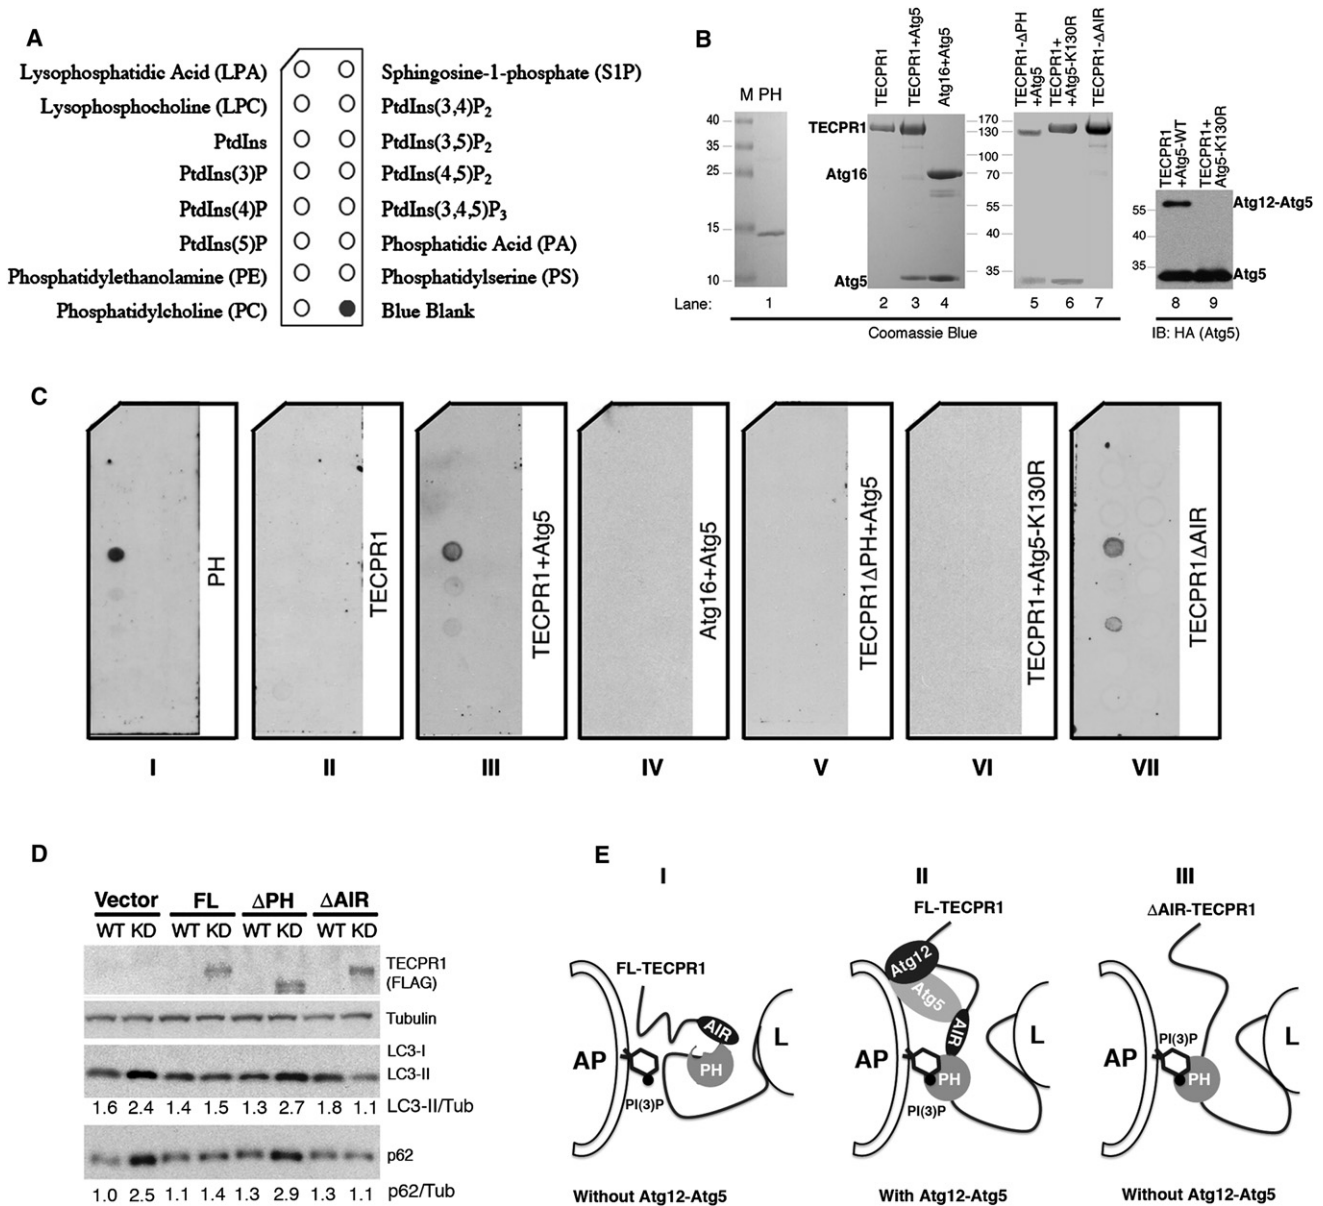 A
Lysophosphatidic Acid (LPA)
Sphingosine-1-phosphate (S1P)
Lysophosphocholine (LPC)
PtdIns(3,4)P2
PtdIns
PtdIns(3,5)P2
PtdIns(3)P
PtdIns(4,5)P2
PtdIns(4)P
PtdIns(3,4,5)P3
PtdIns(5)P
Phosphatidic Acid (PA)
Phosphatidylethanolamine (PE)
Phosphatidylserine (PS)
Phosphatidylcholine (PC)
Blue Blank
B
M PH
40
35
25
15
10
TECPR1
TECPR1+Atg5
Atg16+Atg5
TECPR1
Atg16
Atg5
TECPR1-ΔPH
+Atg5
TECPR1+
Atg5-K130R
TECPR1-ΔAIR
170
130
100
70
55
40
35
TECPR1
+Atg5-WT
TECPR1+
Atg5-K130R
55
40
35
Atg12-Atg5
Atg5
Lane: 1 2 3 4 5 6 7 8 9
Coomassie Blue
IB: HA (Atg5)
C
PH
TECPR1
TECPR1+Atg5
Atg16+Atg5
TECPR1ΔPH+Atg5
TECPR1+Atg5-K130R
TECPR1ΔAIR
I II III IV V VI VII
D
Vector FL ΔPH ΔAIR
WT KD WT KD WT KD WT KD
TECPR1
(FLAG)
Tubulin
LC3-I
LC3-II
1.6 2.4 1.4 1.5 1.3 2.7 1.8 1.1 LC3-II/Tub
p62
1.0 2.5 1.1 1.4 1.3 2.9 1.3 1.1 p62/Tub
E
I
FL-TECPR1
AIR
AP
PH
L
PI(3)P
Without Atg12-Atg5
II
FL-TECPR1
Atg12
Atg5
AIR
AP
PH
L
PI(3)P
With Atg12-Atg5
III
ΔAIR-TECPR1
PI(3)P
AP
PH
L
Without Atg12-Atg5